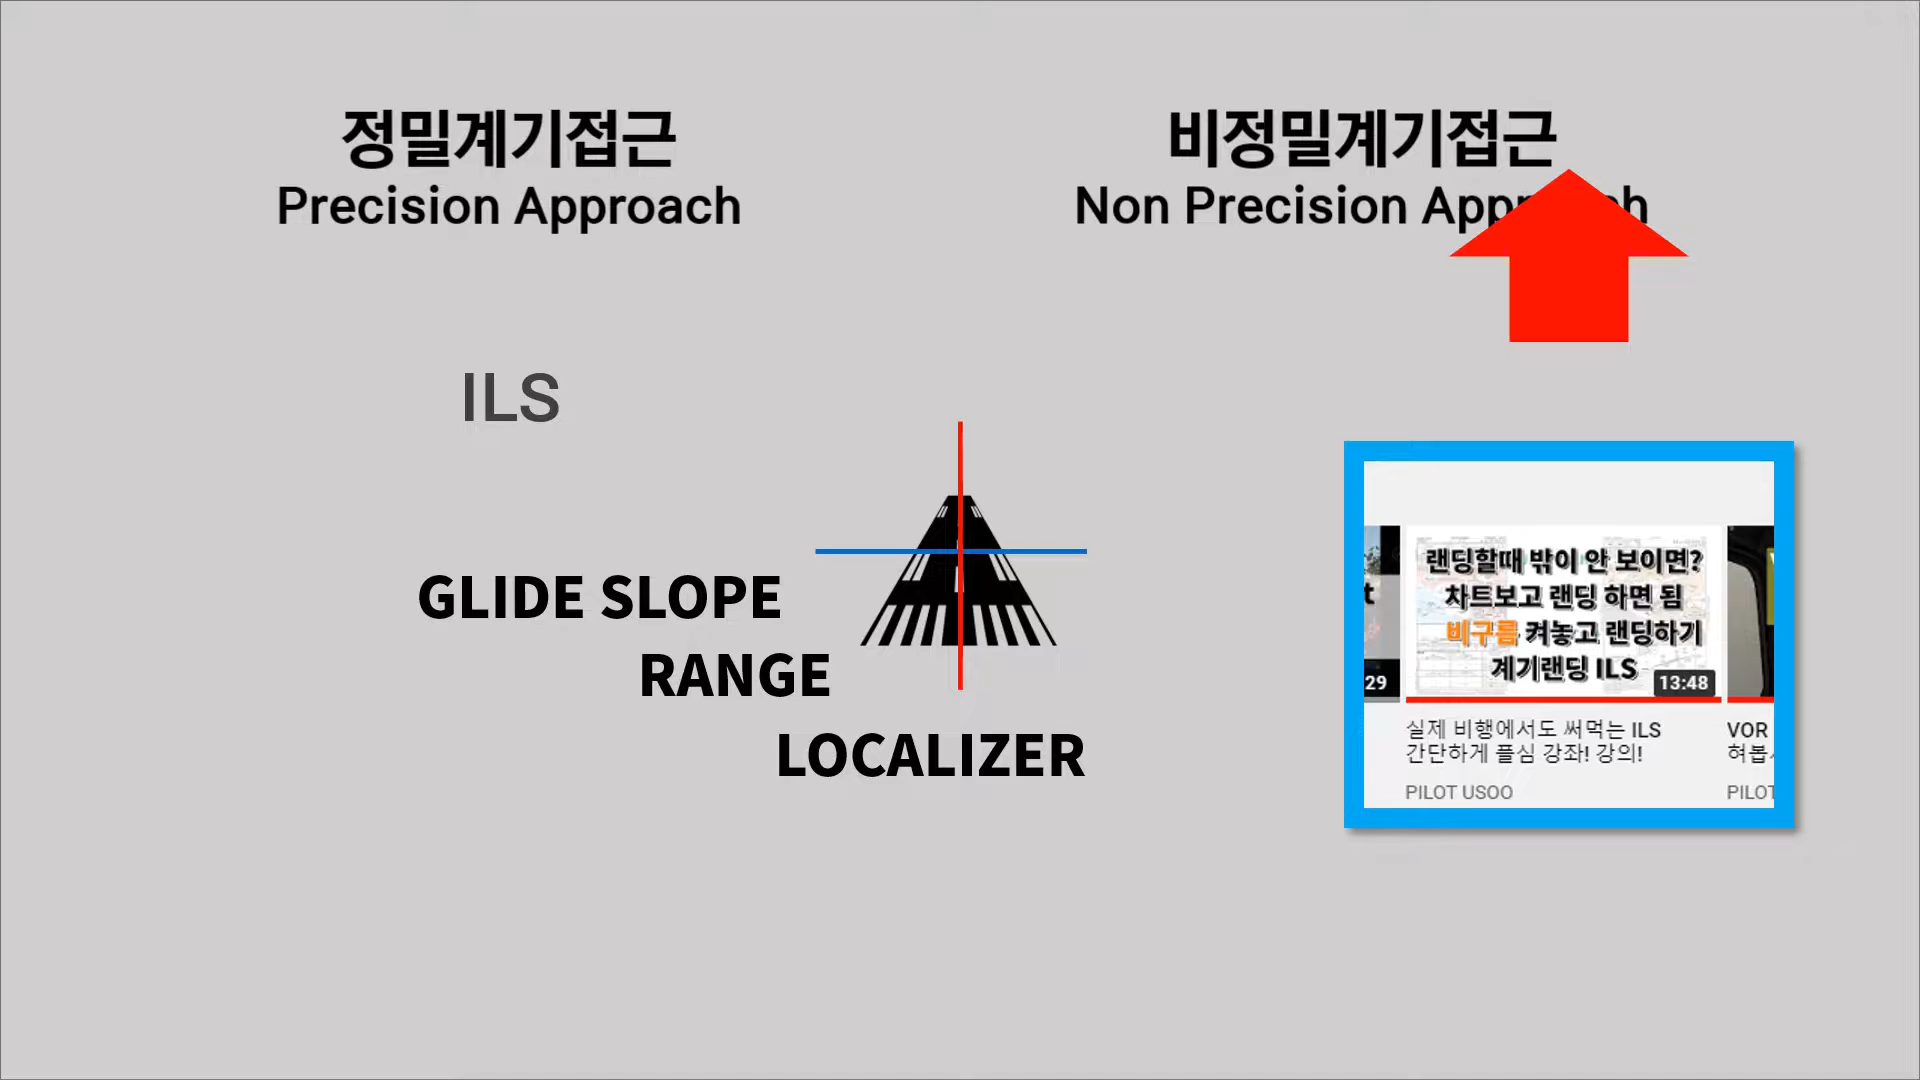 정밀계기접근
Precision Approach
비정밀계기접근
Non Precision
ILS
GLIDE SLOPE
RANGE
LOCALIZER
랜딩할때 밖이 안 보이면?
차트보고 랜딩 하면 됨
비구름 켜놓고 랜딩하기
계기랜딩 ILS
13:48
29
t
실제 비행에서도 써먹는 ILS
간단하게 플심 강좌! 강의!
PILOT USOO
VOR